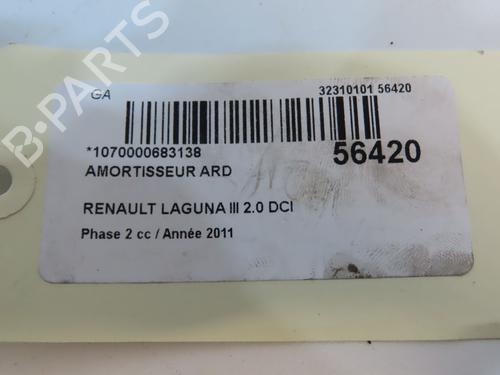 B-PARTS
GA
32310101 56420
*1070000683138
56420
AMORTISSEUR ARD
RENAULT LAGUNA III 2.0 DCI
Phase 2 cc / Année 2011